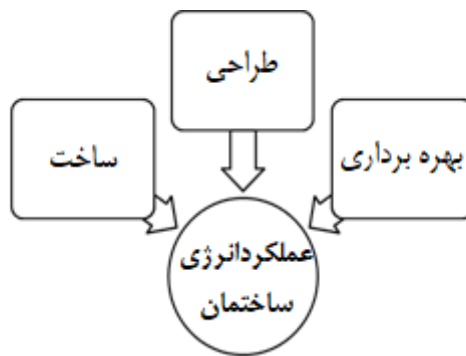 طراحی
بهره برداری
ساخت
عملکردانرژی
ساختمان